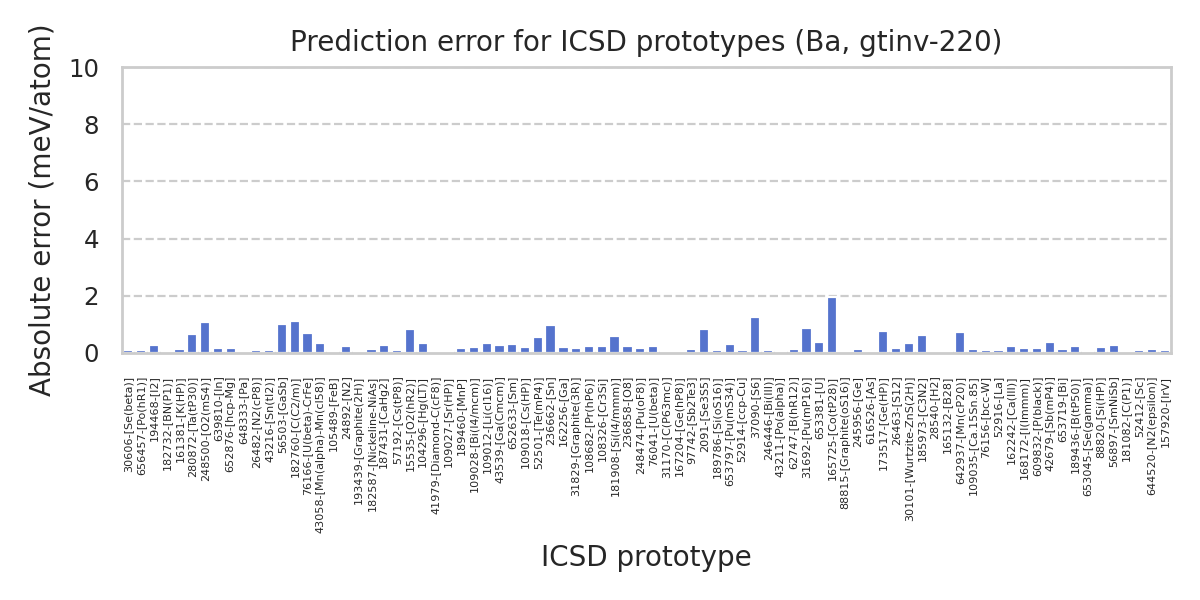 Prediction error for ICSD prototypes (Ba, gtinv-220)
Absolute error (meV/atom)
10
8
6
4
2
0
30606-[Se(beta)]
656457-[Po(hR1)]
194468-[I2]
182732-[BN(P1)]
161381-[K(HP)]
280872-[Ta(tP30)]
248500-[O2(mS4)]
639810-[In]
652876-[hcp-Mg]
648333-[Pa]
26482-[N2(cP8)]
43216-[Sn(tI2)]
56503-[GaSb]
182760-[C(C2/m)]
76166-[U(beta)-CrFe]
43058-[Mn(alpha)-Mn(cI58)]
105489-[FeB]
24892-[N2]
193439-[Graphite(2H)]
182587-[Nickeline-NiAs]
187431-[CaHg2]
57192-[Cs(tP8)]
15535-[O2(hR2)]
104296-[Hg(LT)]
41979-[Diamond-C(cF8)]
109027-[Sr(HP)]
189460-[MnP]
109028-[Bi(I4/mcm)]
109012-[Li(cI16)]
43539-[Ga(Cmcm)]
652633-[Sm]
109018-[Cs(HP)]
52501-[Te(mP4)]
236662-[Sn]
162256-[Ga]
31829-[Graphite(3R)]
108682-[Pr(hP6)]
108326-[Cr3Si]
181908-[Si(I4/mmm)]
236858-[O8]
248474-[Pu(oF8)]
76041-[U(beta)]
31170-[C(P63mc)]
167204-[Ge(hP8)]
97742-[Sb2Te3]
2091-[Se3S5]
189786-[Si(oS16)]
653797-[Pu(mS34)]
52914-[ccp-Cu]
37090-[S6]
246446-[Bi(III)]
43211-[Po(alpha)]
62747-[B(hR12)]
31692-[Pu(mP16)]
653381-[U]
165725-[Co(tP28)]
88815-[Graphite(oS16)]
245956-[Ge]
616526-[As]
173517-[Ge(HP)]
26463-[S12]
30101-[Wurtzite-ZnS(2H)]
185973-[C3N2]
28540-[H2]
165132-[B28]
642937-[Mn(cP20)]
109035-[Ca.15Sn.85]
76156-[bcc-W]
52916-[La]
162242-[Ca(III)]
168172-[I(Immm)]
609832-[P(black)]
42679-[Sb(mP4)]
653719-[Bi]
189436-[B(tP50)]
653045-[Se(gamma)]
88820-[Si(HP)]
56897-[SmNiSb]
181082-[C(P1)]
52412-[Sc]
644520-[N2(epsilon)]
157920-[IrV]
ICSD prototype